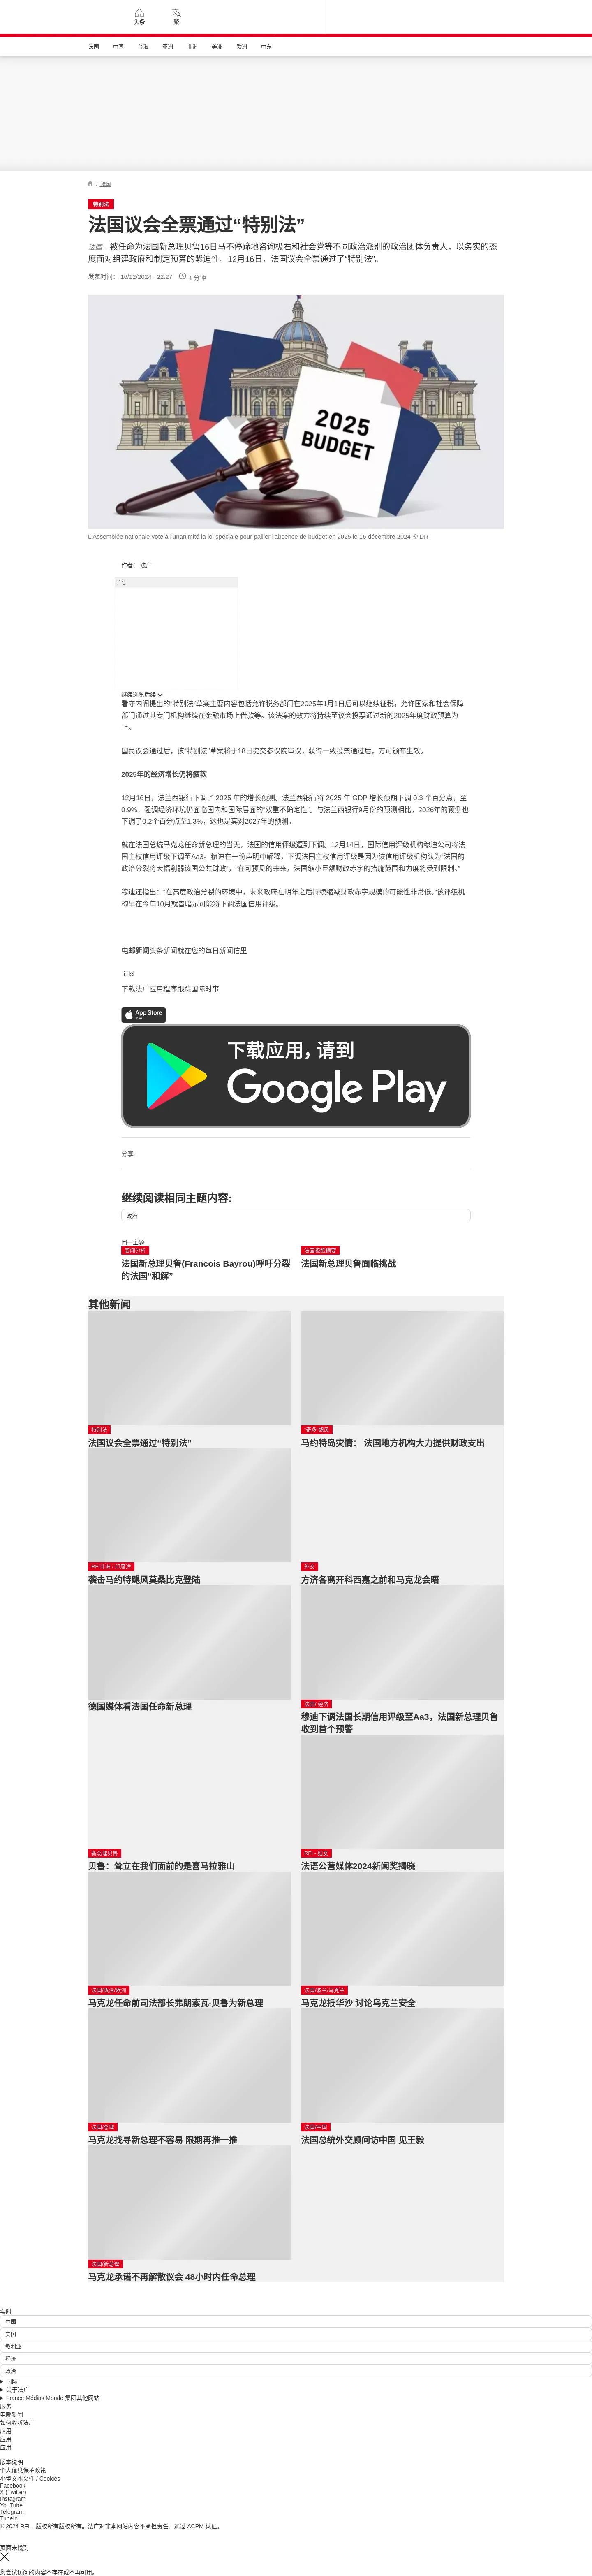 头条
繁
法国
中国
台海
亚洲
非洲
美洲
欧洲
中东
/ 法国
特别法
法国议会全票通过“特别法”
法国 – 被任命为法国新总理贝鲁16日马不停蹄地咨询极右和社会党等不同政治派别的政治团体负责人，以务实的态
度面对组建政府和制定预算的紧迫性。12月16日，法国议会全票通过了“特别法”。
发表时间： 16/12/2024 - 22:27
4 分钟
2025
BUDGET
L'Assemblée nationale vote à l'unanimité la loi spéciale pour pallier l'absence de budget en 2025 le 16 décembre 2024 © DR
作者： 法广
广告
继续浏览后续
看守内阁提出的“特别法”草案主要内容包括允许税务部门在2025年1月1日后可以继续征税，允许国家和社会保障
部门通过其专门机构继续在金融市场上借款等。该法案的效力将持续至议会投票通过新的2025年度财政预算为
止。
国民议会通过后，该“特别法”草案将于18日提交参议院审议，获得一致投票通过后，方可颁布生效。
2025年的经济增长仍将疲软
12月16日，法兰西银行下调了 2025 年的增长预测。法兰西银行将 2025 年 GDP 增长预期下调 0.3 个百分点，至
0.9%，强调经济环境仍面临国内和国际层面的“双重不确定性”。与法兰西银行9月份的预测相比，2026年的预测也
下调了0.2个百分点至1.3%，这也是其对2027年的预测。
就在法国总统马克龙任命新总理的当天，法国的信用评级遭到下调。12月14日，国际信用评级机构穆迪公司将法
国主权信用评级下调至Aa3。穆迪在一份声明中解释，下调法国主权信用评级是因为该信用评级机构认为“法国的
政治分裂将大幅削弱该国公共财政”，“在可预见的未来，法国缩小巨额财政赤字的措施范围和力度将受到限制。”
穆迪还指出：“在高度政治分裂的环境中，未来政府在明年之后持续缩减财政赤字规模的可能性非常低。”该评级机
构早在今年10月就曾暗示可能将下调法国信用评级。
电邮新闻头条新闻就在您的每日新闻信里
订阅
下载法广应用程序跟踪国际时事
App Store
下载
下载应用，请到
Google Play
分享 :
继续阅读相同主题内容:
政治
同一主题
要闻分析
法国新总理贝鲁(Francois Bayrou)呼吁分裂
的法国“和解”
法国报纸摘要
法国新总理贝鲁面临挑战
其他新闻
特别法
法国议会全票通过“特别法”
“奇多”飓风
马约特岛灾情： 法国地方机构大力提供财政支出
RFI非洲 / 印度洋
袭击马约特飓风莫桑比克登陆
外交
方济各离开科西嘉之前和马克龙会晤
德国媒体看法国任命新总理
法国/ 经济
穆迪下调法国长期信用评级至Aa3，法国新总理贝鲁
收到首个预警
新总理贝鲁
贝鲁：耸立在我们面前的是喜马拉雅山
RFI - 妇女
法语公营媒体2024新闻奖揭晓
法国/政治/欧洲
马克龙任命前司法部长弗朗索瓦·贝鲁为新总理
法国/波兰/乌克兰
马克龙抵华沙 讨论乌克兰安全
法国/总理
马克龙找寻新总理不容易 限期再推一推
法国/中国
法国总统外交顾问访中国 见王毅
法国/新总理
马克龙承诺不再解散议会 48小时内任命总理
实时
中国
美国
叙利亚
经济
政治
国际
关于法广
France Médias Monde 集团其他网站
服务
电邮新闻
如何收听法广
应用
应用
应用
版本说明
个人信息保护政策
小型文本文件 / Cookies
Facebook
X (Twitter)
Instagram
YouTube
Telegram
TuneIn
© 2024 RFI – 版权所有版权所有。法广对非本网站内容不承担责任。通过 ACPM 认证。
页面未找到
您尝试访问的内容不存在或不再可用。